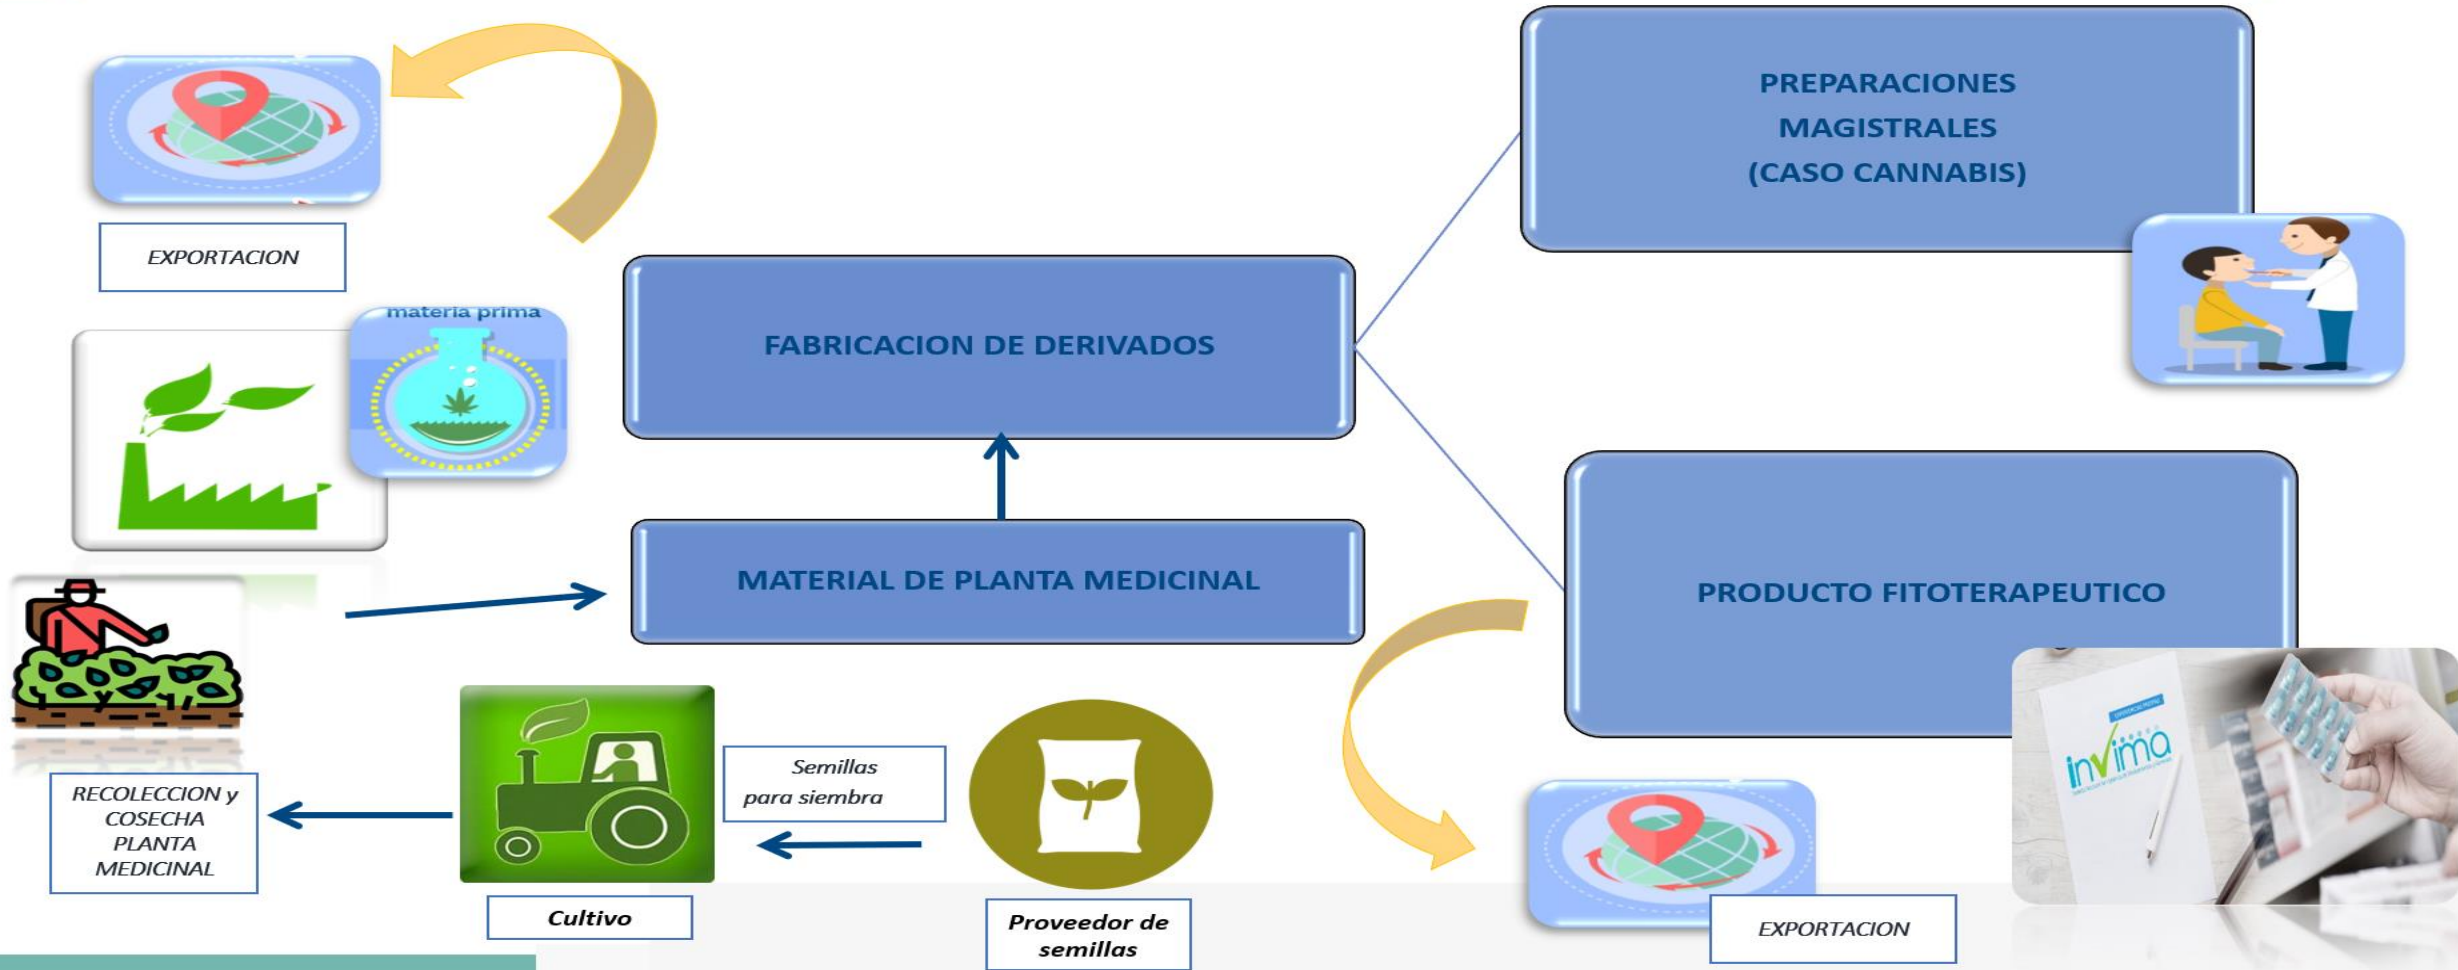 PREPARACIONES
MAGISTRALES
(CASO CANNABIS)
EXPORTACION
materia prima
FABRICACION DE DERIVADOS
MATERIAL DE PLANTA MEDICINAL
PRODUCTO FITOTERAPEUTICO
invima
Semillas
para siembra
RECOLECCION y
COSECHA
PLANTA
MEDICINAL
Cultivo
Proveedor de
semillas
EXPORTACION